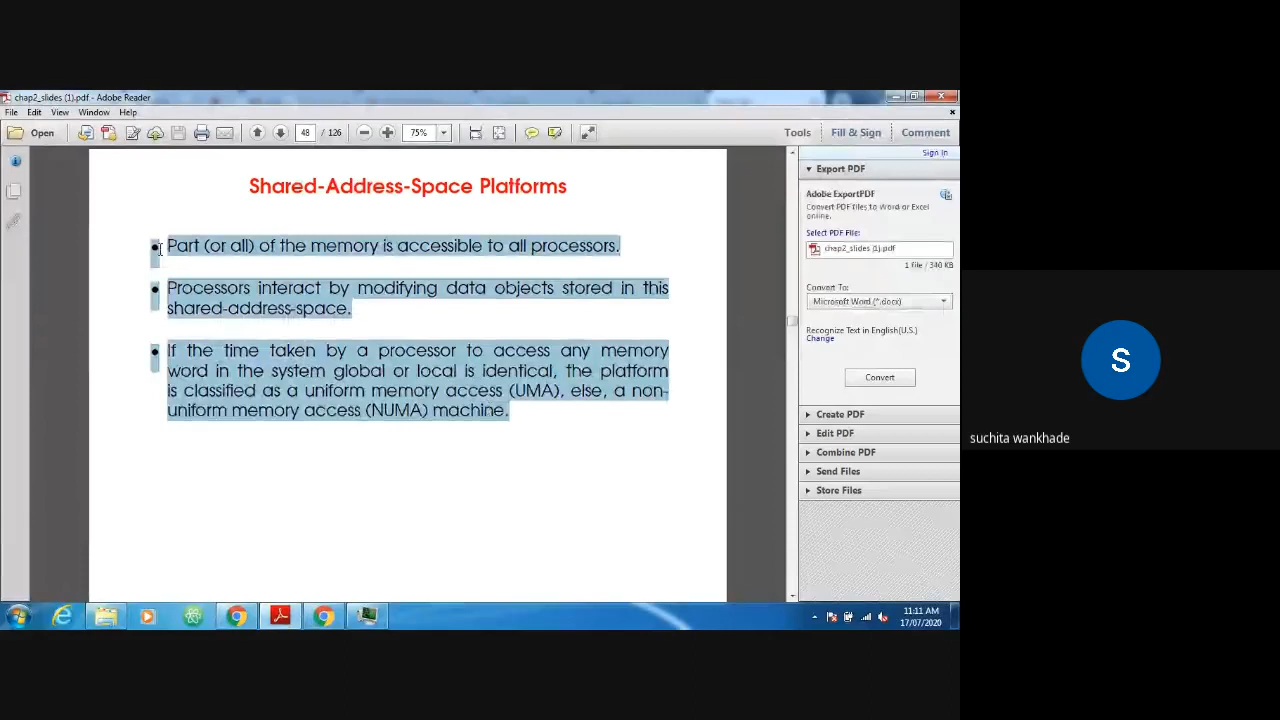 chap2_slides (1).pdf - Adobe Reader
File Edit View Window Help
Open 48 / 126 75% Tools Fill & Sign Comment
Sign In
Shared-Address-Space Platforms
• Part (or all) of the memory is accessible to all processors.
• Processors interact by modifying data objects stored in this
shared-address-space.
• If the time taken by a processor to access any memory
word in the system global or local is identical, the platform
is classified as a uniform memory access (UMA), else, a non-
uniform memory access (NUMA) machine.
Export PDF
Adobe ExportPDF
Convert PDF files to Word or Excel
online.
Select PDF File:
chap2_slides (1).pdf
1 file / 340 KB
Convert To:
Microsoft Word (*.docx)
Recognize Text in English(U.S.)
Change
Convert
Create PDF
Edit PDF
Combine PDF
Send Files
Store Files
11:11 AM
17/07/2020
S
suchita wankhade